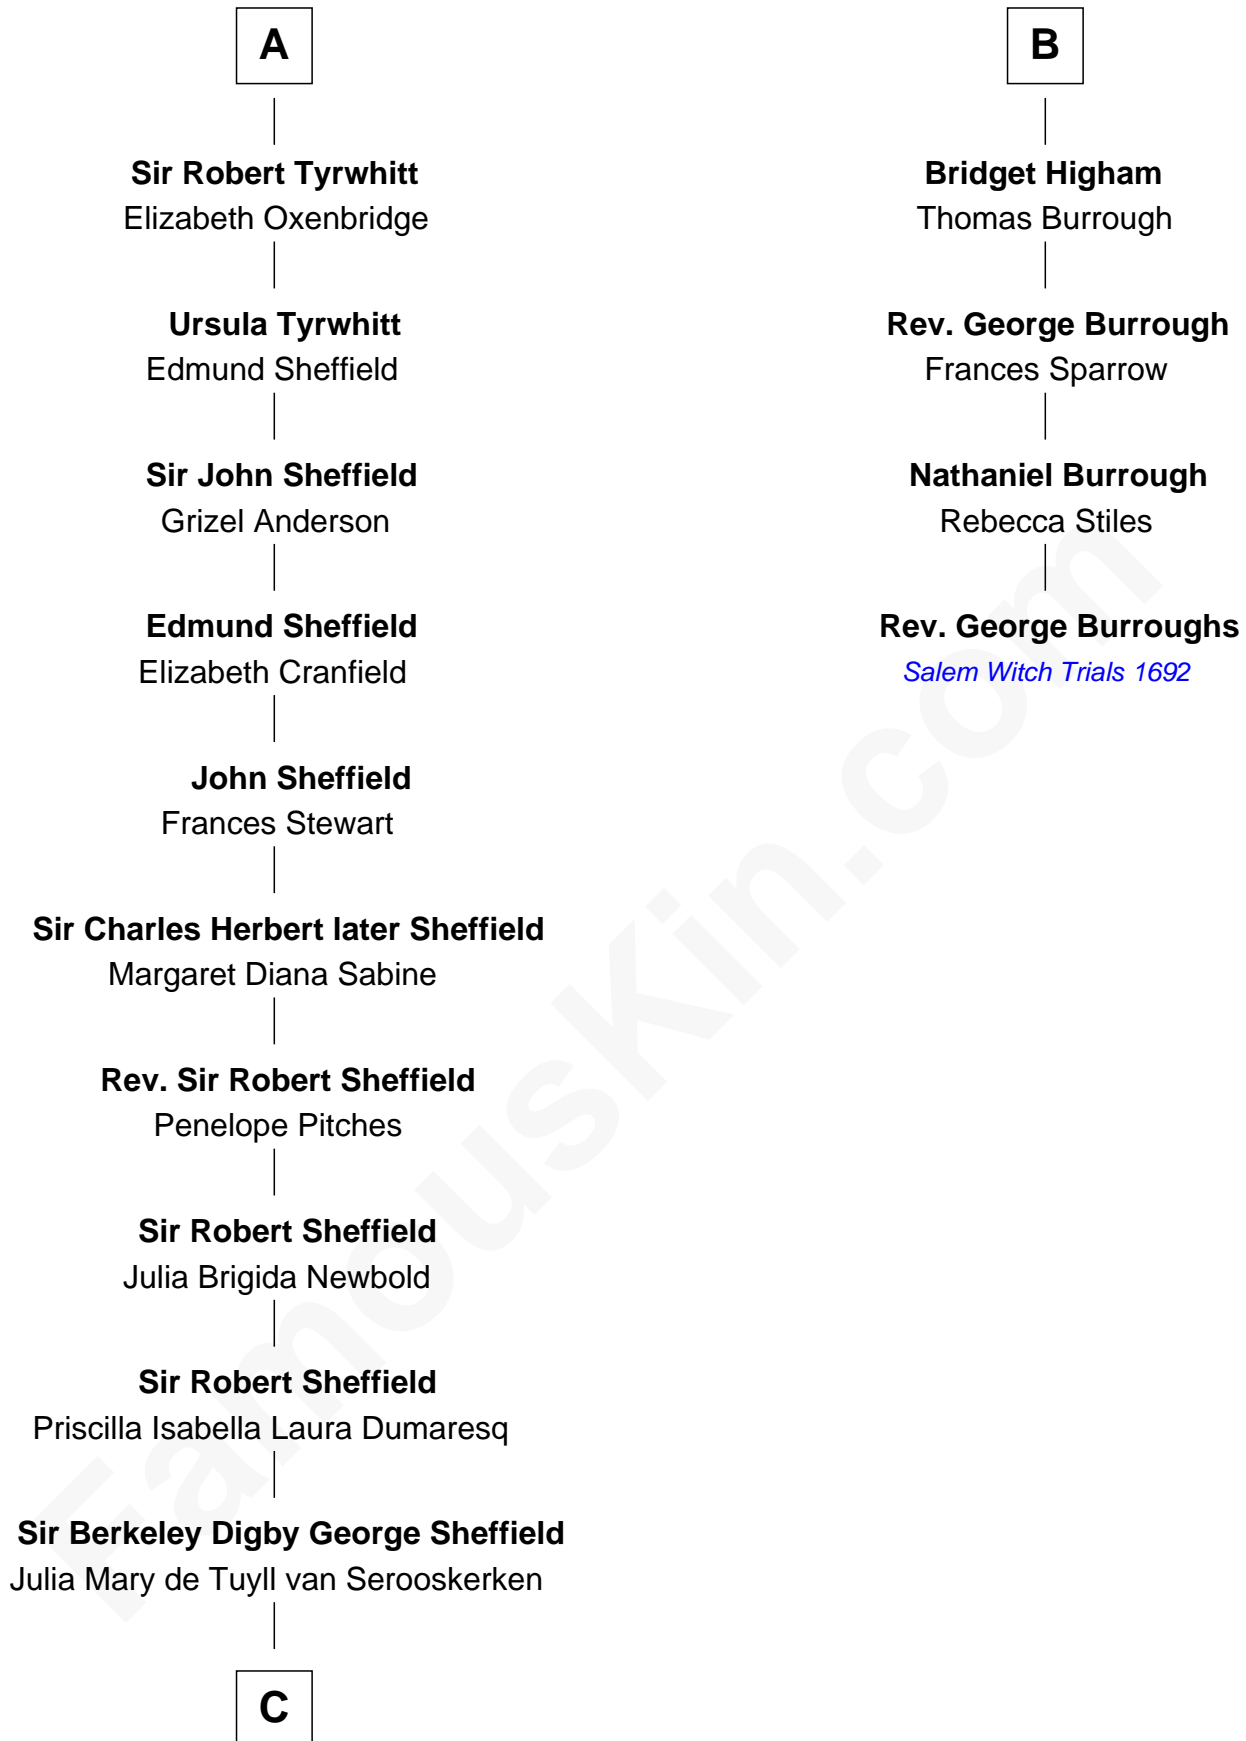 A
Sir Robert Tyrwhitt
Elizabeth Oxenbridge
Ursula Tyrwhitt
Edmund Sheffield
Sir John Sheffield
Grizel Anderson
Edmund Sheffield
Elizabeth Cranfield
John Sheffield
Frances Stewart
Sir Charles Herbert later Sheffield
Margaret Diana Sabine
Rev. Sir Robert Sheffield
Penelope Pitches
Sir Robert Sheffield
Julia Brigida Newbold
Sir Robert Sheffield
Priscilla Isabella Laura Dumaresq
Sir Berkeley Digby George Sheffield
Julia Mary de Tuyll van Serooskerken
C
B
Bridget Higham
Thomas Burrough
Rev. George Burrough
Frances Sparrow
Nathaniel Burrough
Rebecca Stiles
Rev. George Burroughs
Salem Witch Trials 1692
FamousKin.com